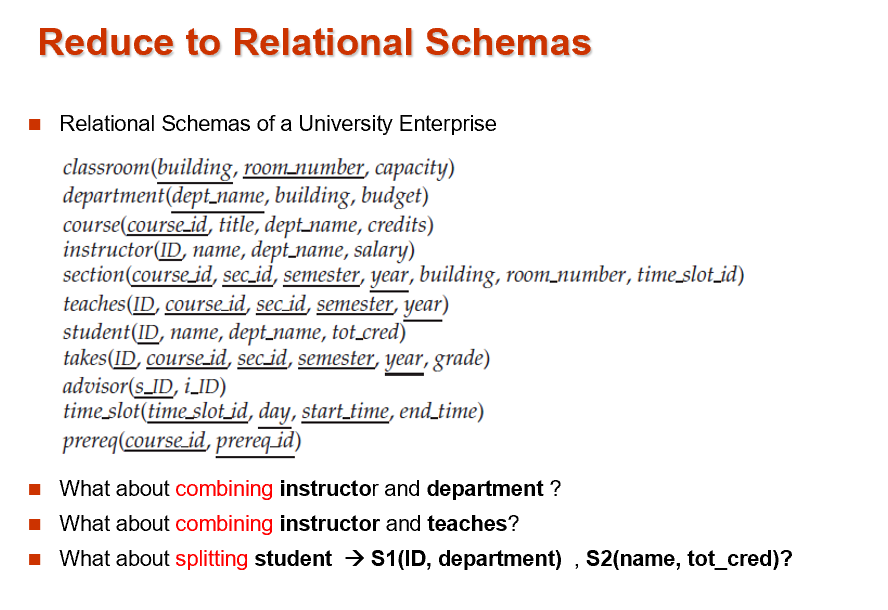 Reduce to Relational Schemas
Relational Schemas of a University Enterprise
classroom(building, room_number, capacity)
department(dept_name, building, budget)
course(course_id, title, dept_name, credits)
instructor(ID, name, dept_name, salary)
section(course_id, sec_id, semester, year, building, room_number, time_slot_id)
teaches(ID, course_id, sec_id, semester, year)
student(ID, name, dept_name, tot_cred)
takes(ID, course_id, sec_id, semester, year, grade)
advisor(s_ID, i_ID)
time_slot(time_slot_id, day, start_time, end_time)
prereq(course_id, prereq_id)
What about combining instructor and department ?
What about combining instructor and teaches?
What about splitting student → S1(ID, department) , S2(name, tot_cred)?